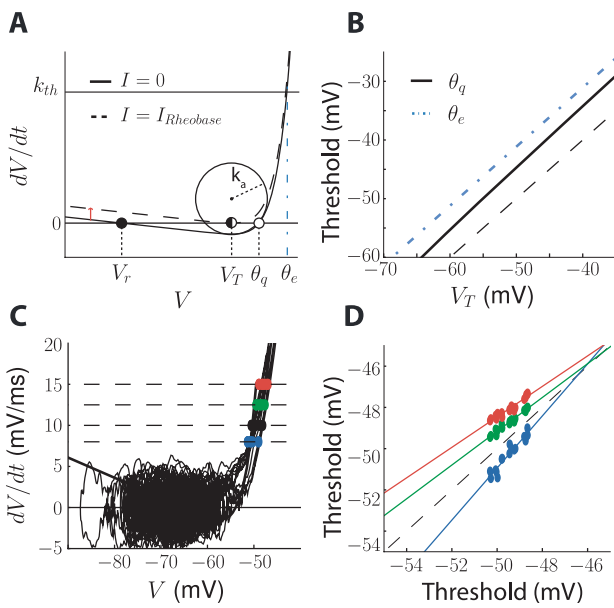 A
I = 0
I = I_Rheobase
k_th
0
dV/dt
k_a
V_r
V_T
θ_q
θ_e
V
B
θ_q
θ_e
Threshold (mV)
−30
−40
−50
−60
−70
−60
−50
−40
V_T (mV)
C
dV/dt (mV/ms)
20
15
10
5
0
−5
−80
−70
−60
−50
V (mV)
D
Threshold (mV)
−46
−48
−50
−52
−54
−54
−52
−50
−48
−46
Threshold (mV)